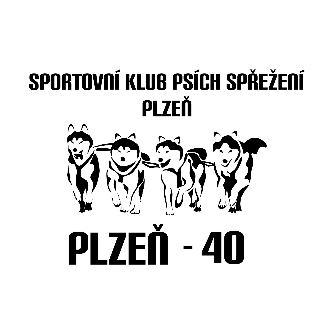 SPORTOVNÍ KLUB PSÍCH SPŘEŽENÍ
PLZEŇ
PLZEŇ - 40